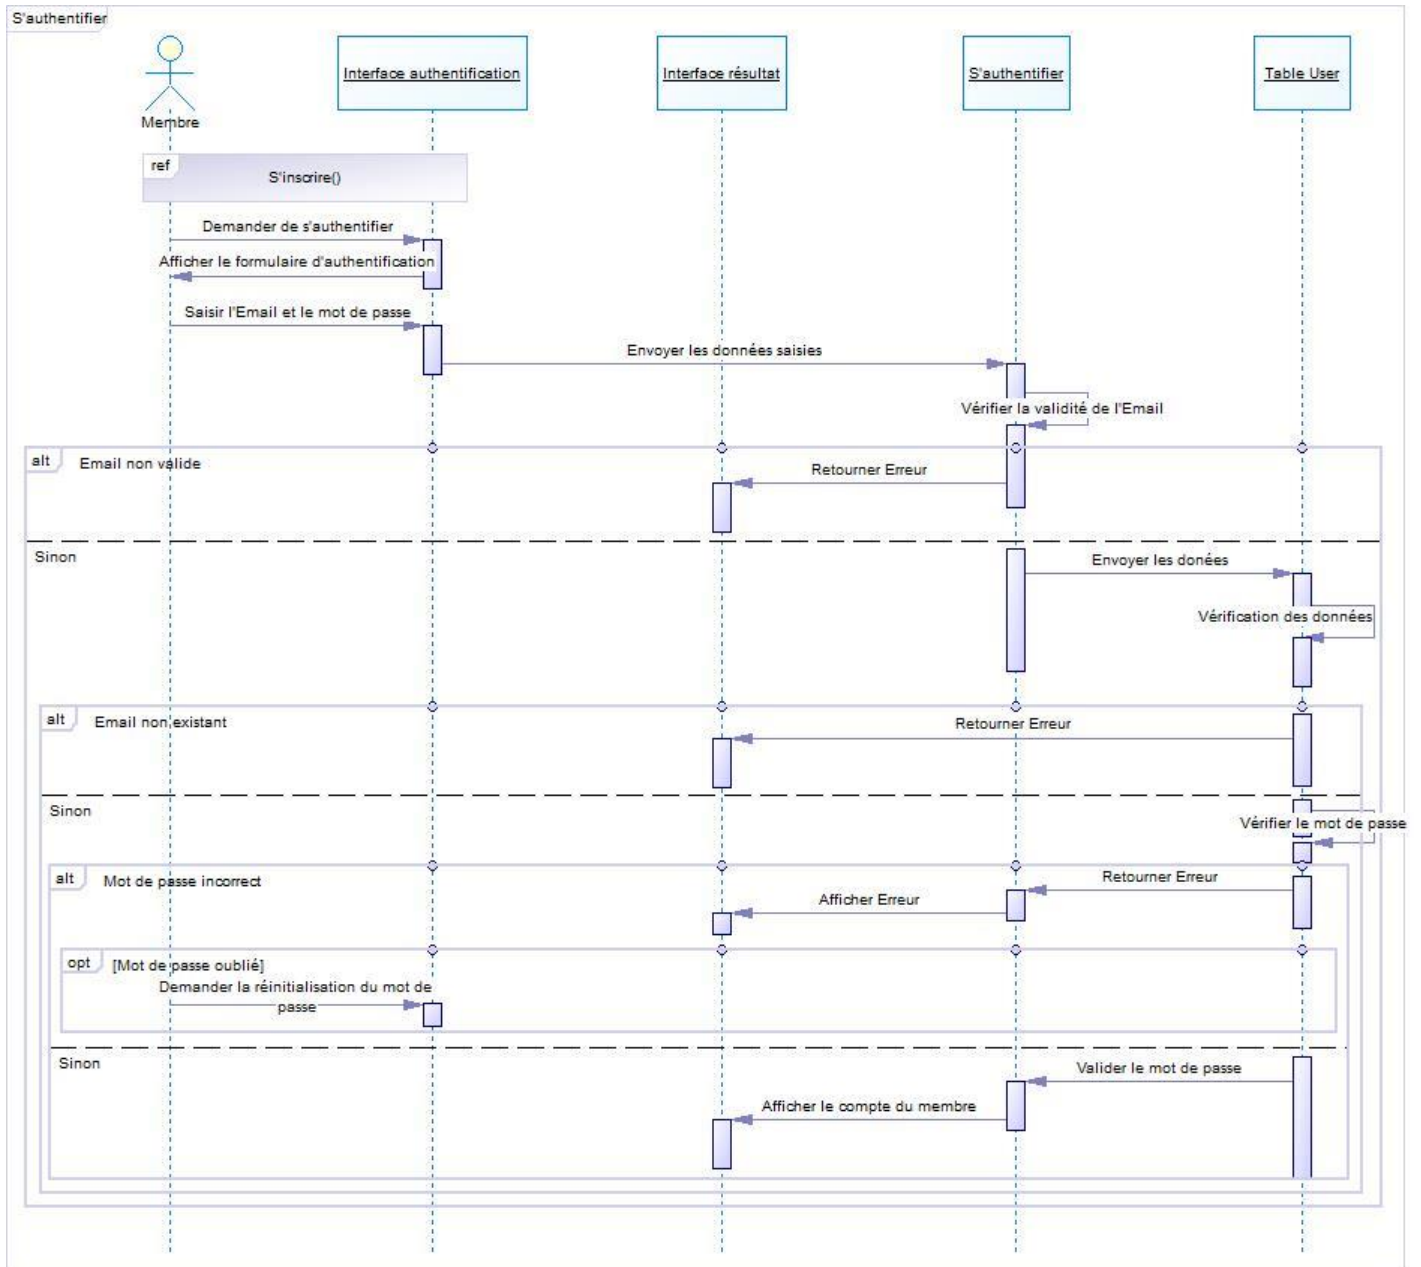 S'authentifier
Interface authentification
Interface résultat
S'authentifier
Table User
Membre
ref
S'inscrire()
Demander de s'authentifier
Afficher le formulaire d'authentification
Saisir l'Email et le mot de passe
Envoyer les données saisies
Vérifier la validité de l'Email
alt
Email non valide
Retourner Erreur
Sinon
Envoyer les donées
Vérification des données
alt
Email non existant
Retourner Erreur
Sinon
Vérifier le mot de passe
alt
Mot de passe incorrect
Retourner Erreur
Afficher Erreur
opt
[Mot de passe oublié]
Demander la réinitialisation du mot de
passe
Sinon
Valider le mot de passe
Afficher le compte du membre